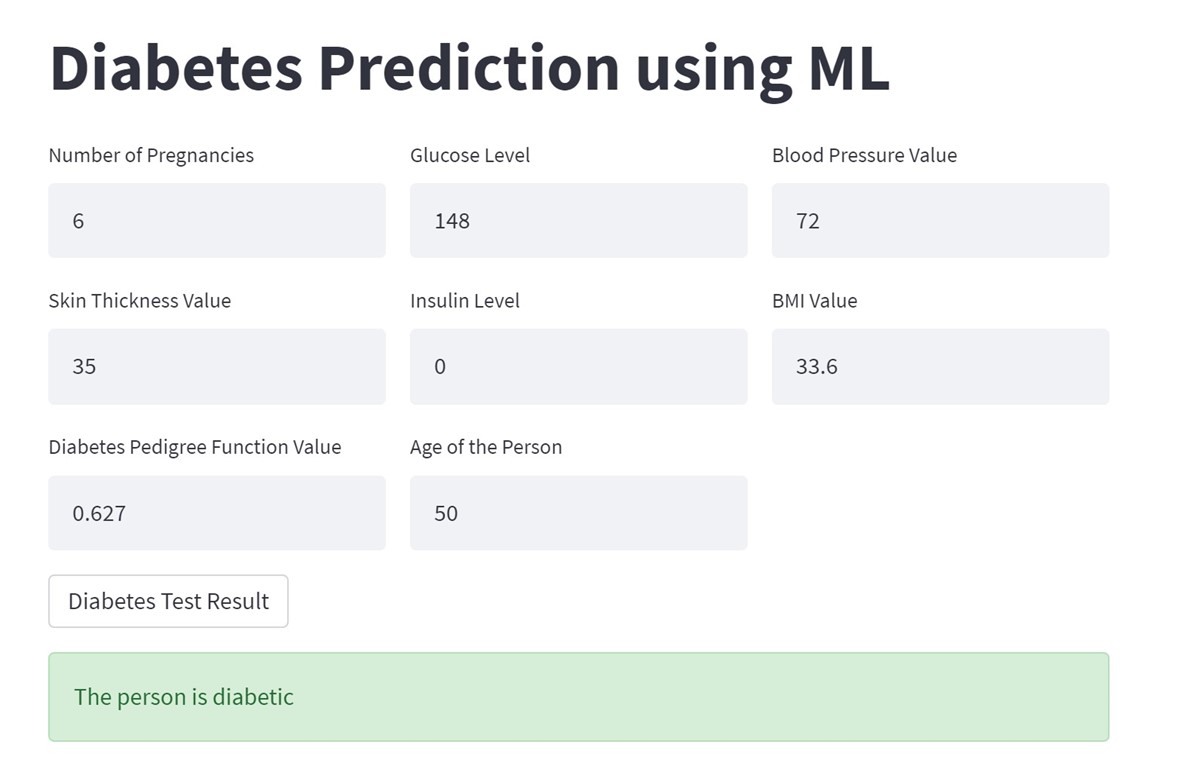 Diabetes Prediction using ML
Number of Pregnancies
Glucose Level
Blood Pressure Value
6
148
72
Skin Thickness Value
Insulin Level
BMI Value
35
0
33.6
Diabetes Pedigree Function Value
Age of the Person
0.627
50
Diabetes Test Result
The person is diabetic